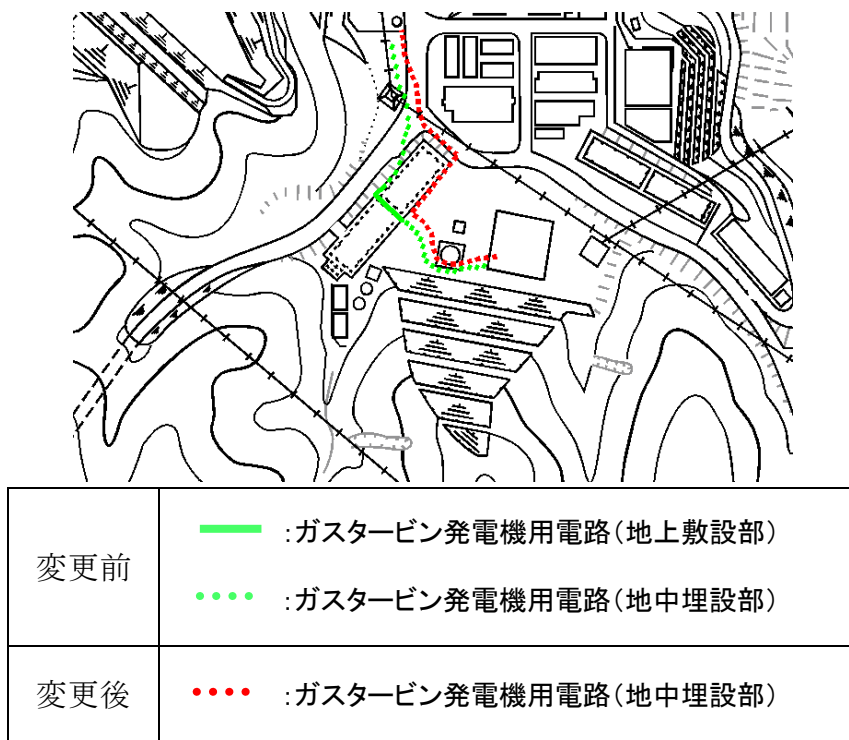 変更前
:ガスタービン発電機用電路(地上敷設部)
:ガスタービン発電機用電路(地中埋設部)
変更後
:ガスタービン発電機用電路(地中埋設部)